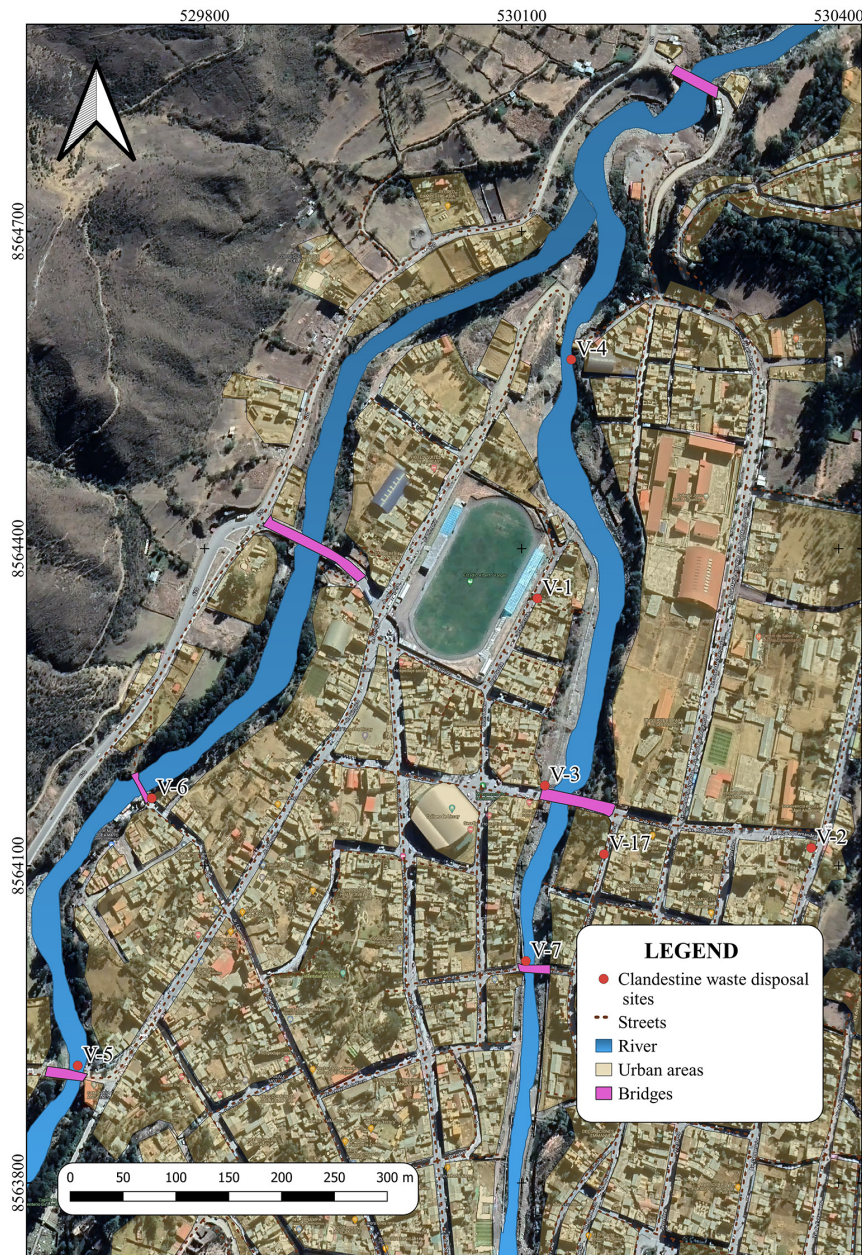 529800
530100
530400
8564700
8564400
8564100
8563800
V-4
V-1
V-3
V-6
V-17
V-2
V-7
V-5
LEGEND
Clandestine waste disposal
sites
Streets
River
Urban areas
Bridges
0 50 100 150 200 250 300 m